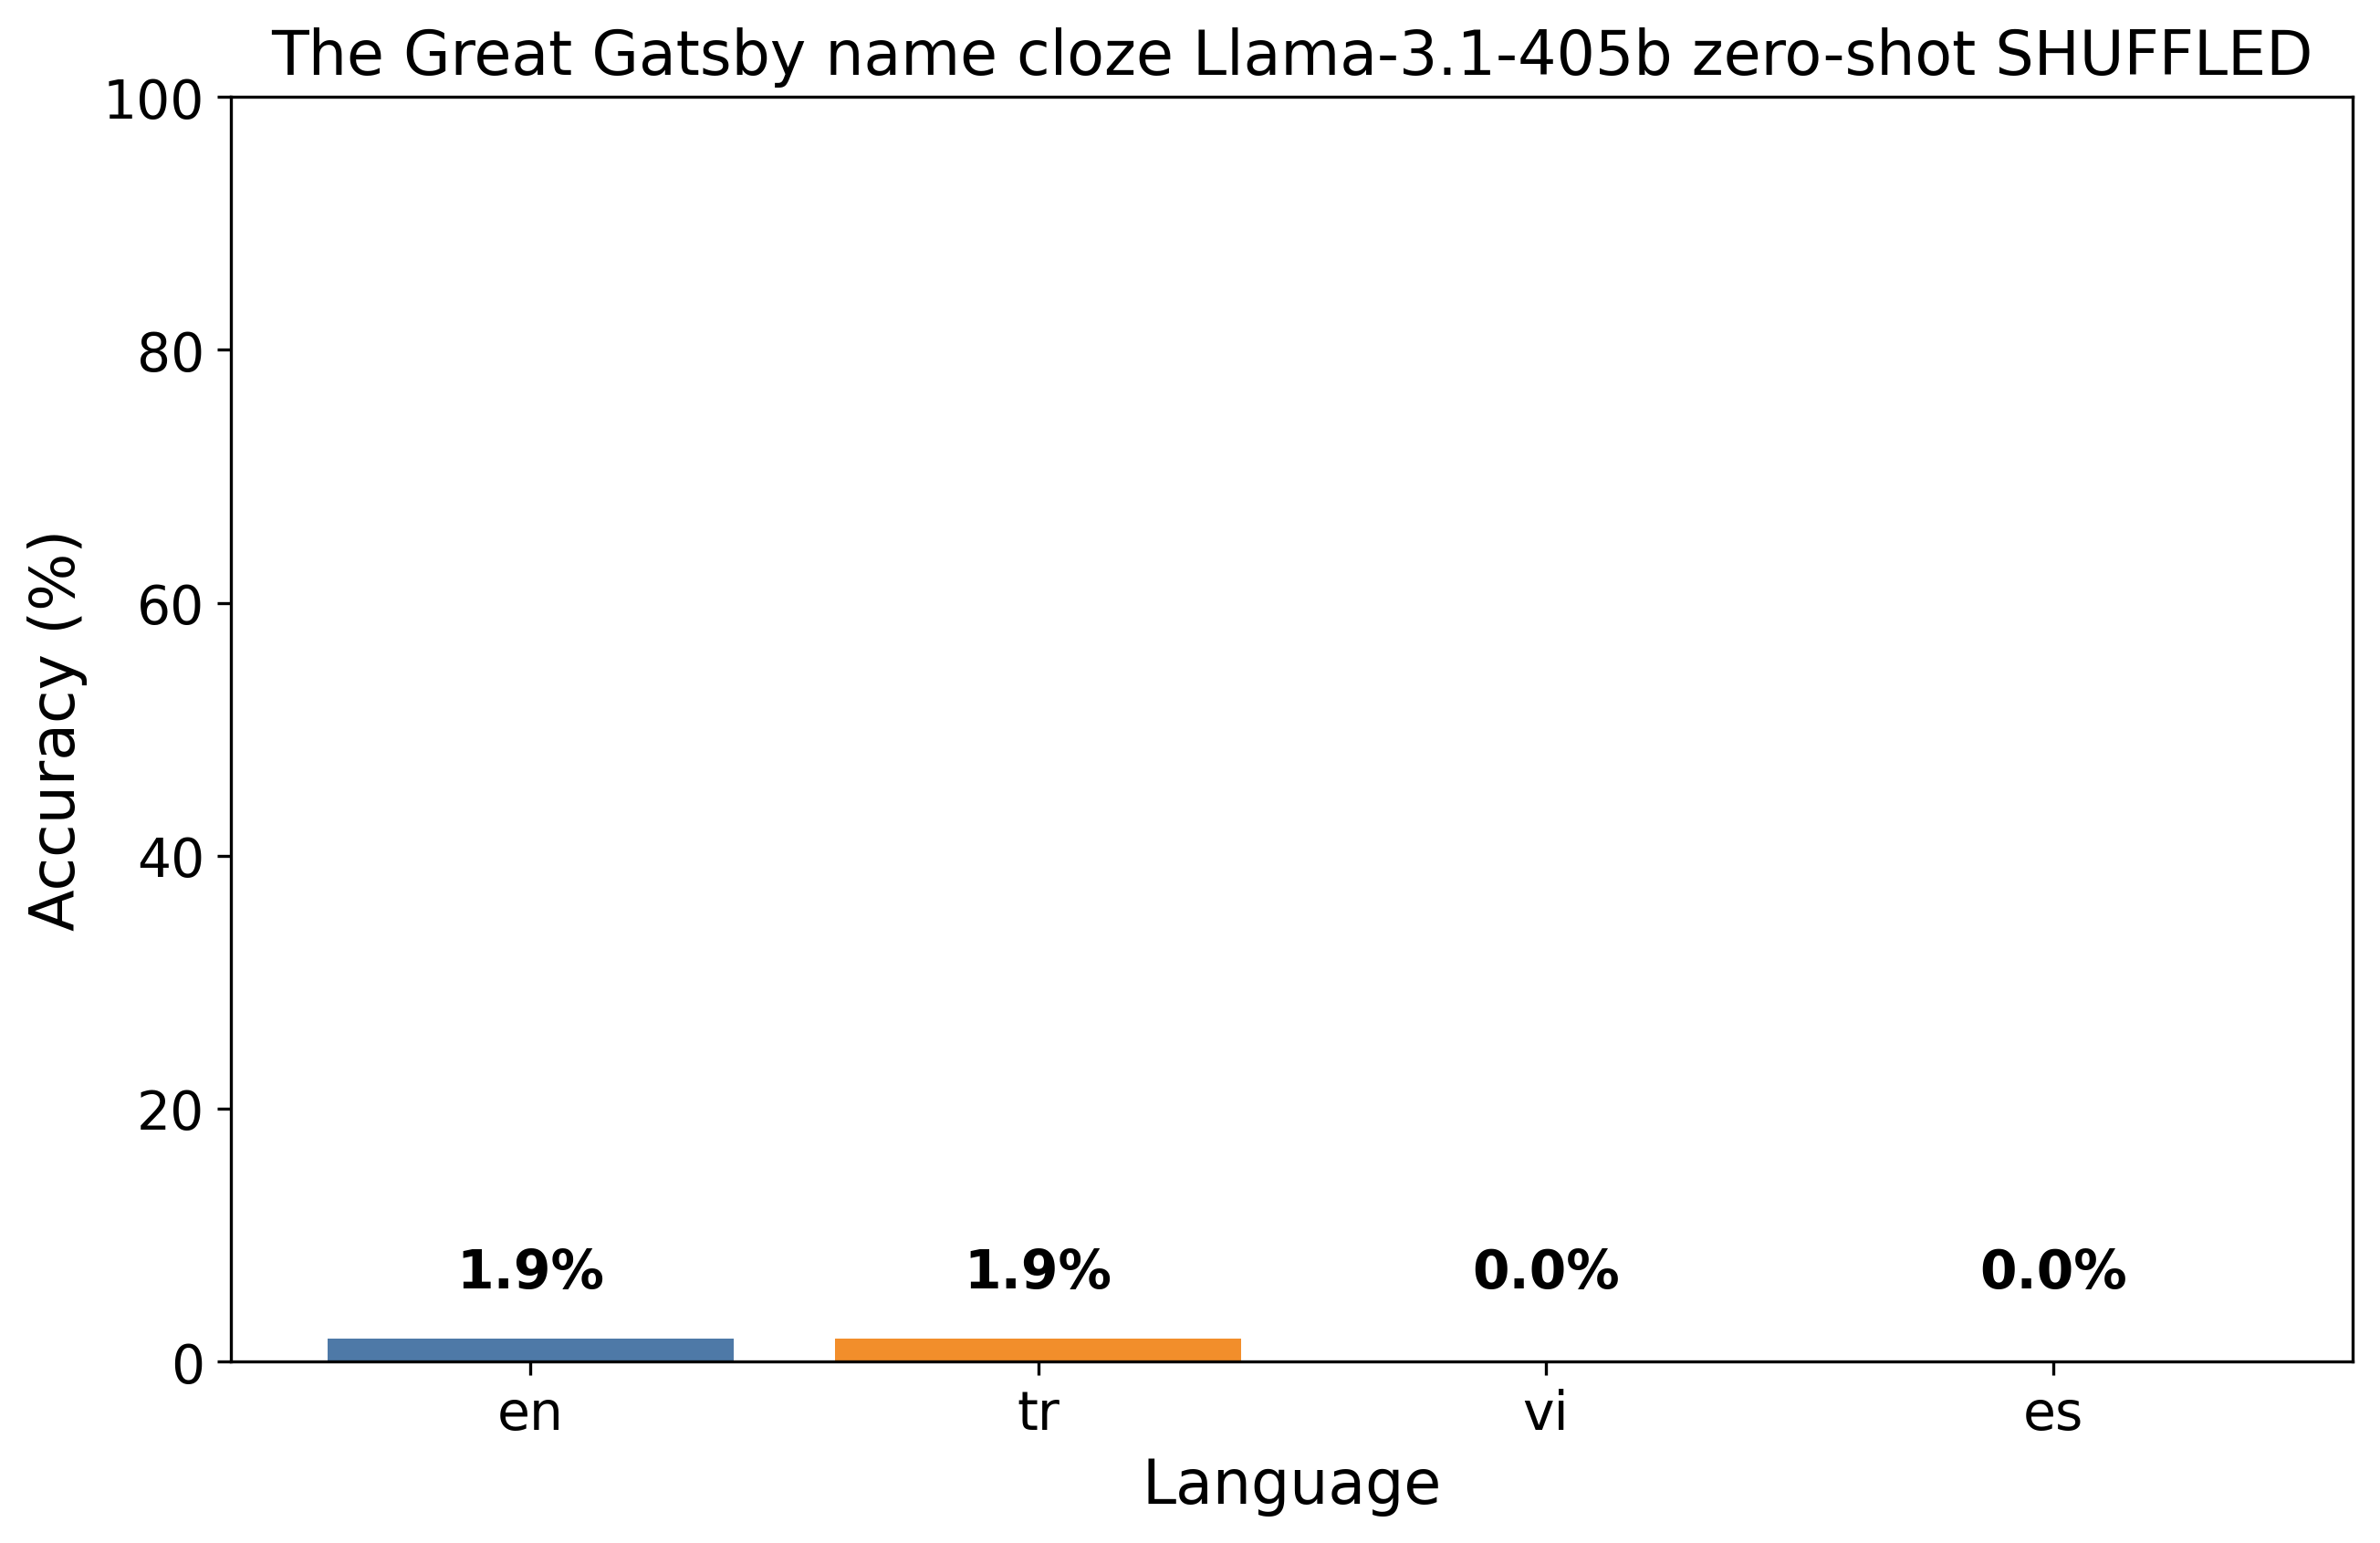 The Great Gatsby name cloze Llama-3.1-405b zero-shot SHUFFLED
100
80
60
40
20
0
Accuracy (%)
1.9%
1.9%
0.0%
0.0%
en
tr
vi
es
Language